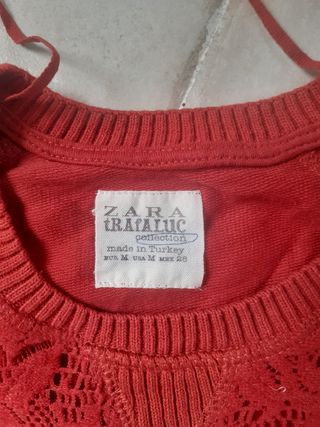 ZARA
tRAfALUC
collection
made in Turkey
EUR M USA M MEX 28